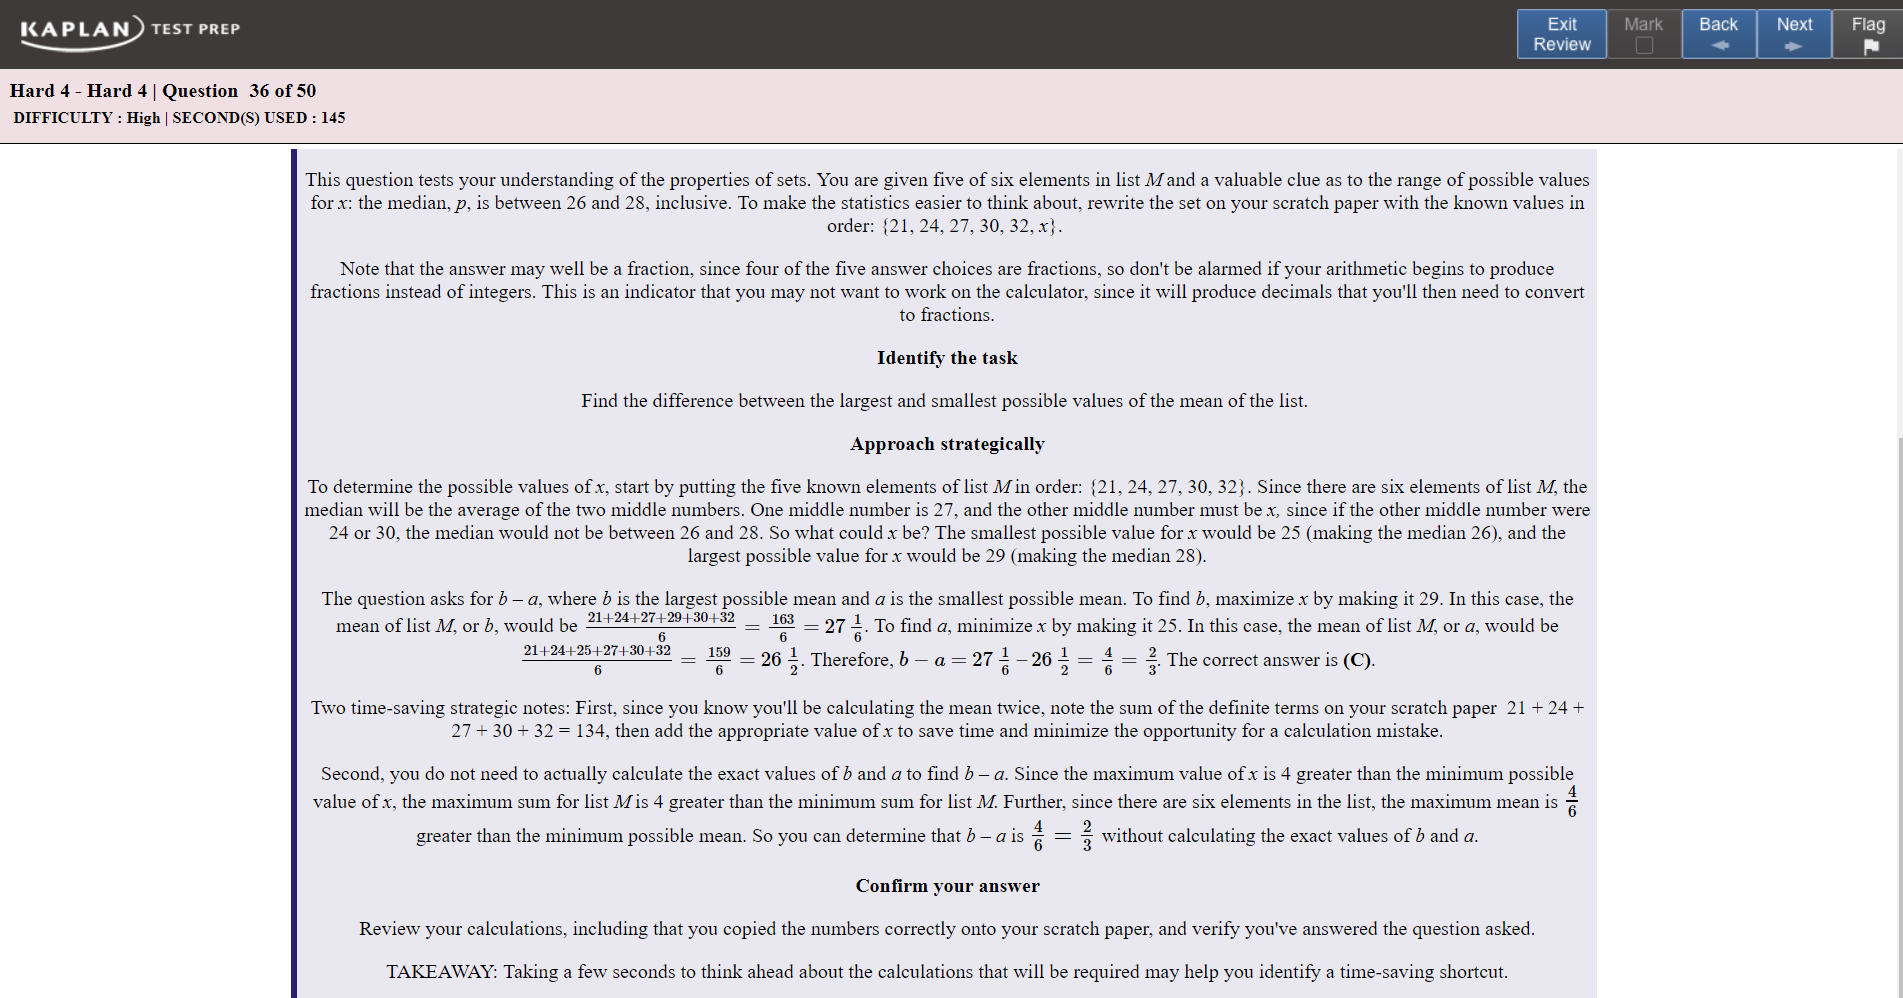 KAPLAN TEST PREP
Exit Review
Mark
Back
Next
Flag
Hard 4 - Hard 4 | Question 36 of 50
DIFFICULTY : High | SECOND(S) USED : 145
This question tests your understanding of the properties of sets. You are given five of six elements in list M and a valuable clue as to the range of possible values
for x: the median, p, is between 26 and 28, inclusive. To make the statistics easier to think about, rewrite the set on your scratch paper with the known values in
order: {21, 24, 27, 30, 32, x}.
Note that the answer may well be a fraction, since four of the five answer choices are fractions, so don't be alarmed if your arithmetic begins to produce
fractions instead of integers. This is an indicator that you may not want to work on the calculator, since it will produce decimals that you'll then need to convert
to fractions.
Identify the task
Find the difference between the largest and smallest possible values of the mean of the list.
Approach strategically
To determine the possible values of x, start by putting the five known elements of list M in order: {21, 24, 27, 30, 32}. Since there are six elements of list M, the
median will be the average of the two middle numbers. One middle number is 27, and the other middle number must be x, since if the other middle number were
24 or 30, the median would not be between 26 and 28. So what could x be? The smallest possible value for x would be 25 (making the median 26), and the
largest possible value for x would be 29 (making the median 28).
The question asks for b – a, where b is the largest possible mean and a is the smallest possible mean. To find b, maximize x by making it 29. In this case, the
mean of list M, or b, would be 21+24+27+29+30+32/6 = 163/6 = 27 1/6. To find a, minimize x by making it 25. In this case, the mean of list M, or a, would be
21+24+25+27+30+32/6 = 159/6 = 26 1/2. Therefore, b – a = 27 1/6 – 26 1/2 = 4/6 = 2/3. The correct answer is (C).
Two time-saving strategic notes: First, since you know you'll be calculating the mean twice, note the sum of the definite terms on your scratch paper 21 + 24 +
27 + 30 + 32 = 134, then add the appropriate value of x to save time and minimize the opportunity for a calculation mistake.
Second, you do not need to actually calculate the exact values of b and a to find b – a. Since the maximum value of x is 4 greater than the minimum possible
value of x, the maximum sum for list M is 4 greater than the minimum sum for list M. Further, since there are six elements in the list, the maximum mean is 4/6
greater than the minimum possible mean. So you can determine that b – a is 4/6 = 2/3 without calculating the exact values of b and a.
Confirm your answer
Review your calculations, including that you copied the numbers correctly onto your scratch paper, and verify you've answered the question asked.
TAKEAWAY: Taking a few seconds to think ahead about the calculations that will be required may help you identify a time-saving shortcut.